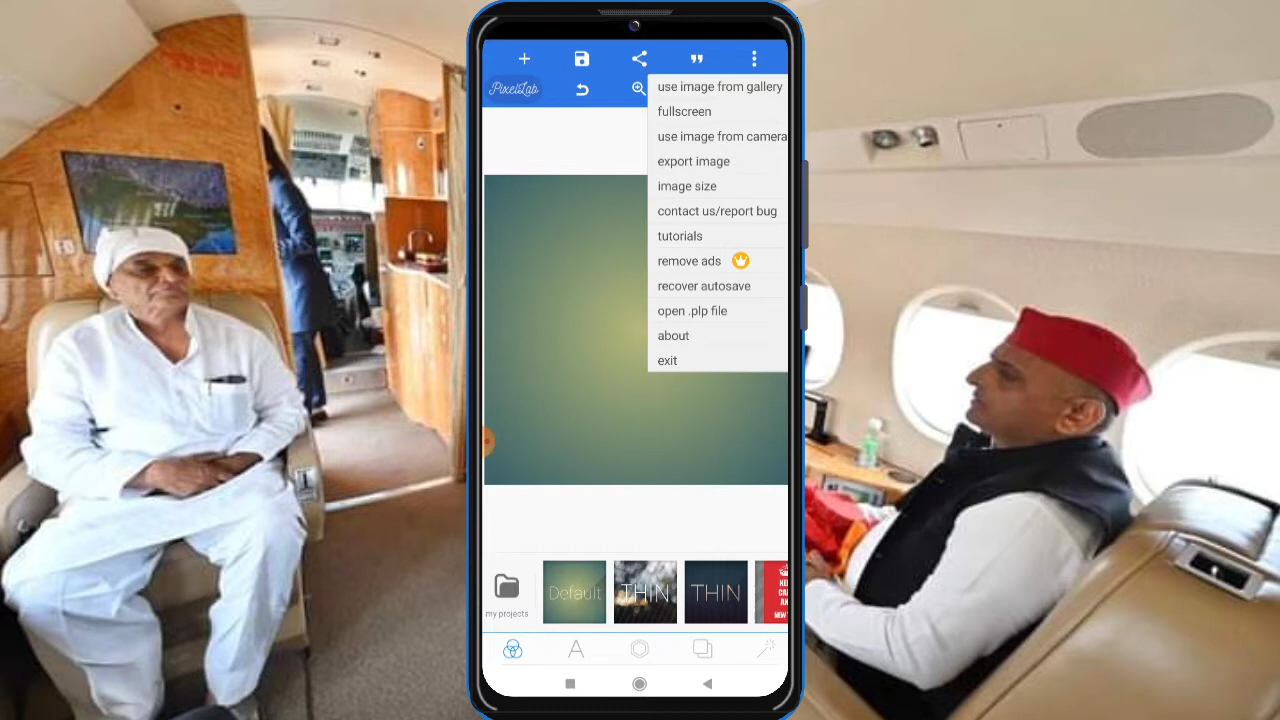 PixelLab
use image from gallery
fullscreen
use image from camera
export image
image size
contact us/report bug
tutorials
remove ads
recover autosave
open .plp file
about
exit
my projects
Default
THIN
THIN